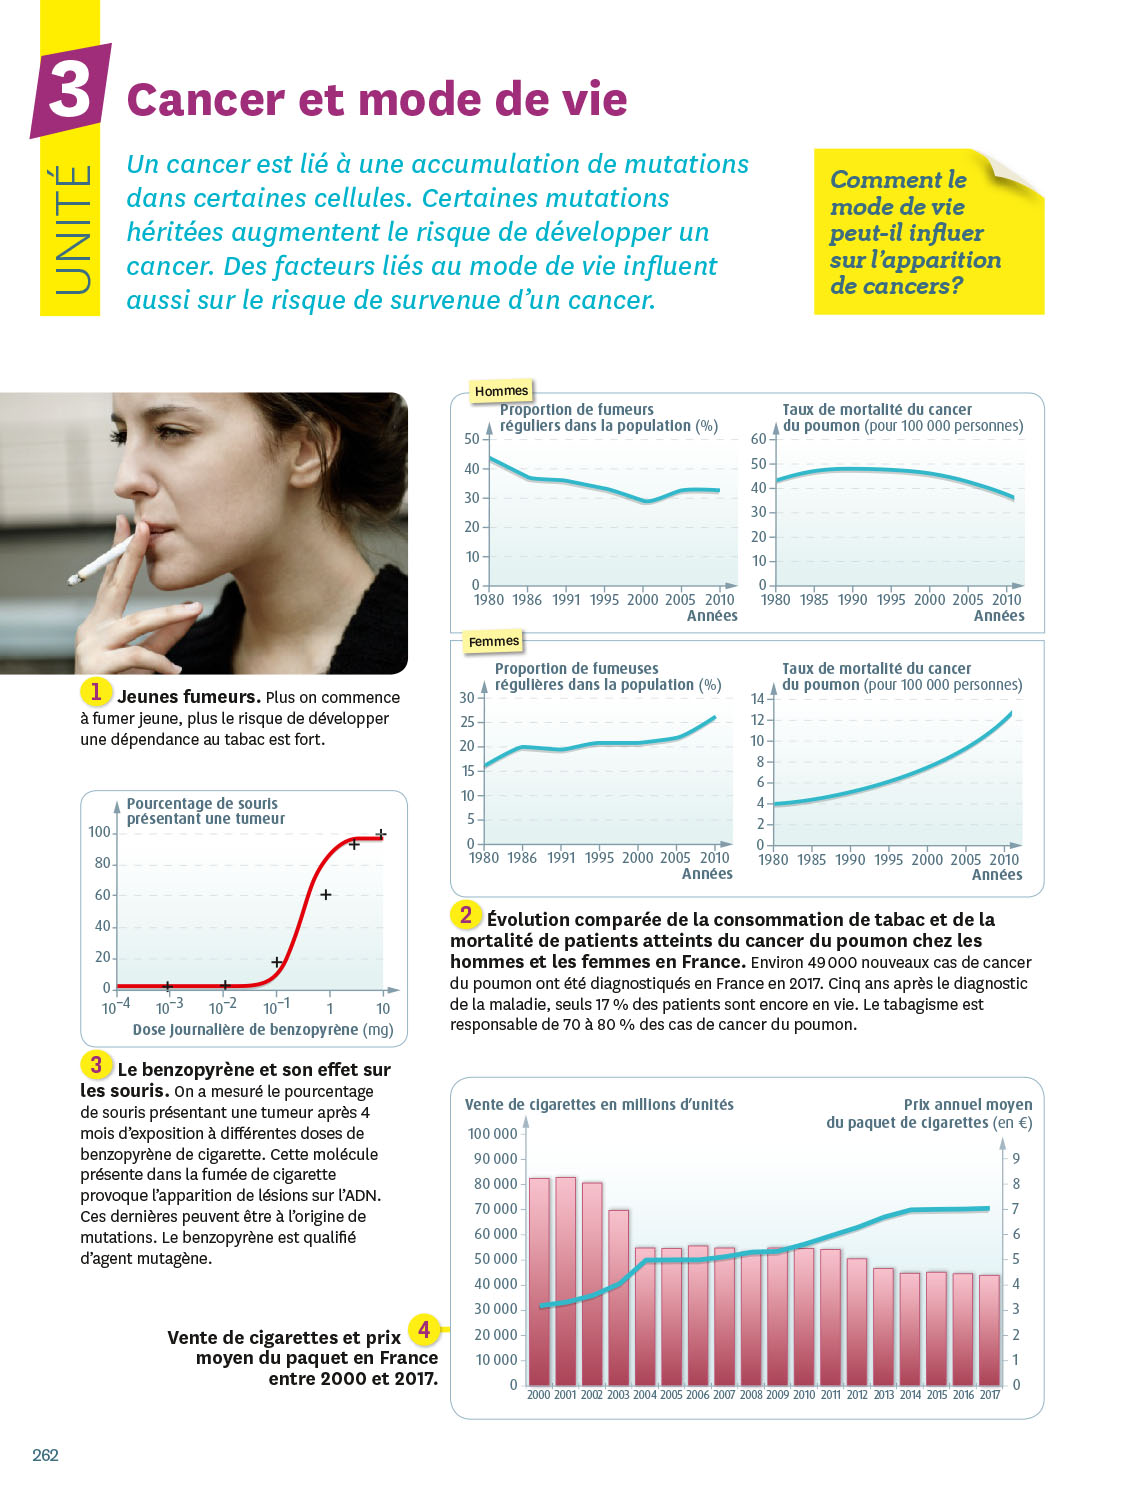 3
UNITÉ
Cancer et mode de vie
Un cancer est lié à une accumulation de mutations
dans certaines cellules. Certaines mutations
héritées augmentent le risque de développer un
cancer. Des facteurs liés au mode de vie influent
aussi sur le risque de survenue d’un cancer.
Comment le
mode de vie
peut-il influer
sur l’apparition
de cancers?
1 Jeunes fumeurs. Plus on commence
à fumer jeune, plus le risque de développer
une dépendance au tabac est fort.
Hommes
Proportion de fumeurs
réguliers dans la population (%)
50
40
30
20
10
0
1980 1986 1991 1995 2000 2005 2010
Années
Taux de mortalité du cancer
du poumon (pour 100 000 personnes)
60
50
40
30
20
10
0
1980 1985 1990 1995 2000 2005 2010
Années
Femmes
Proportion de fumeuses
régulières dans la population (%)
30
25
20
15
10
5
0
1980 1986 1991 1995 2000 2005 2010
Années
Taux de mortalité du cancer
du poumon (pour 100 000 personnes)
14
12
10
8
6
4
2
0
1980 1985 1990 1995 2000 2005 2010
Années
2 Évolution comparée de la consommation de tabac et de la
mortalité de patients atteints du cancer du poumon chez les
hommes et les femmes en France. Environ 49 000 nouveaux cas de cancer
du poumon ont été diagnostiqués en France en 2017. Cinq ans après le diagnostic
de la maladie, seuls 17 % des patients sont encore en vie. Le tabagisme est
responsable de 70 à 80 % des cas de cancer du poumon.
Pourcentage de souris
présentant une tumeur
100
80
60
40
20
0
10–4 10–3 10–2 10–1 1 10
Dose journalière de benzopyrène (mg)
3 Le benzopyrène et son effet sur
les souris. On a mesuré le pourcentage
de souris présentant une tumeur après 4
mois d’exposition à différentes doses de
benzopyrène de cigarette. Cette molécule
présente dans la fumée de cigarette
provoque l’apparition de lésions sur l’ADN.
Ces dernières peuvent être à l’origine de
mutations. Le benzopyrène est qualifié
d’agent mutagène.
Vente de cigarettes en millions d’unités
100 000
90 000
80 000
70 000
60 000
50 000
40 000
30 000
20 000
10 000
0
Prix annuel moyen
du paquet de cigarettes (en €)
9
8
7
6
5
4
3
2
1
0
2000 2001 2002 2003 2004 2005 2006 2007 2008 2009 2010 2011 2012 2013 2014 2015 2016 2017
Vente de cigarettes et prix 4
moyen du paquet en France
entre 2000 et 2017.
262